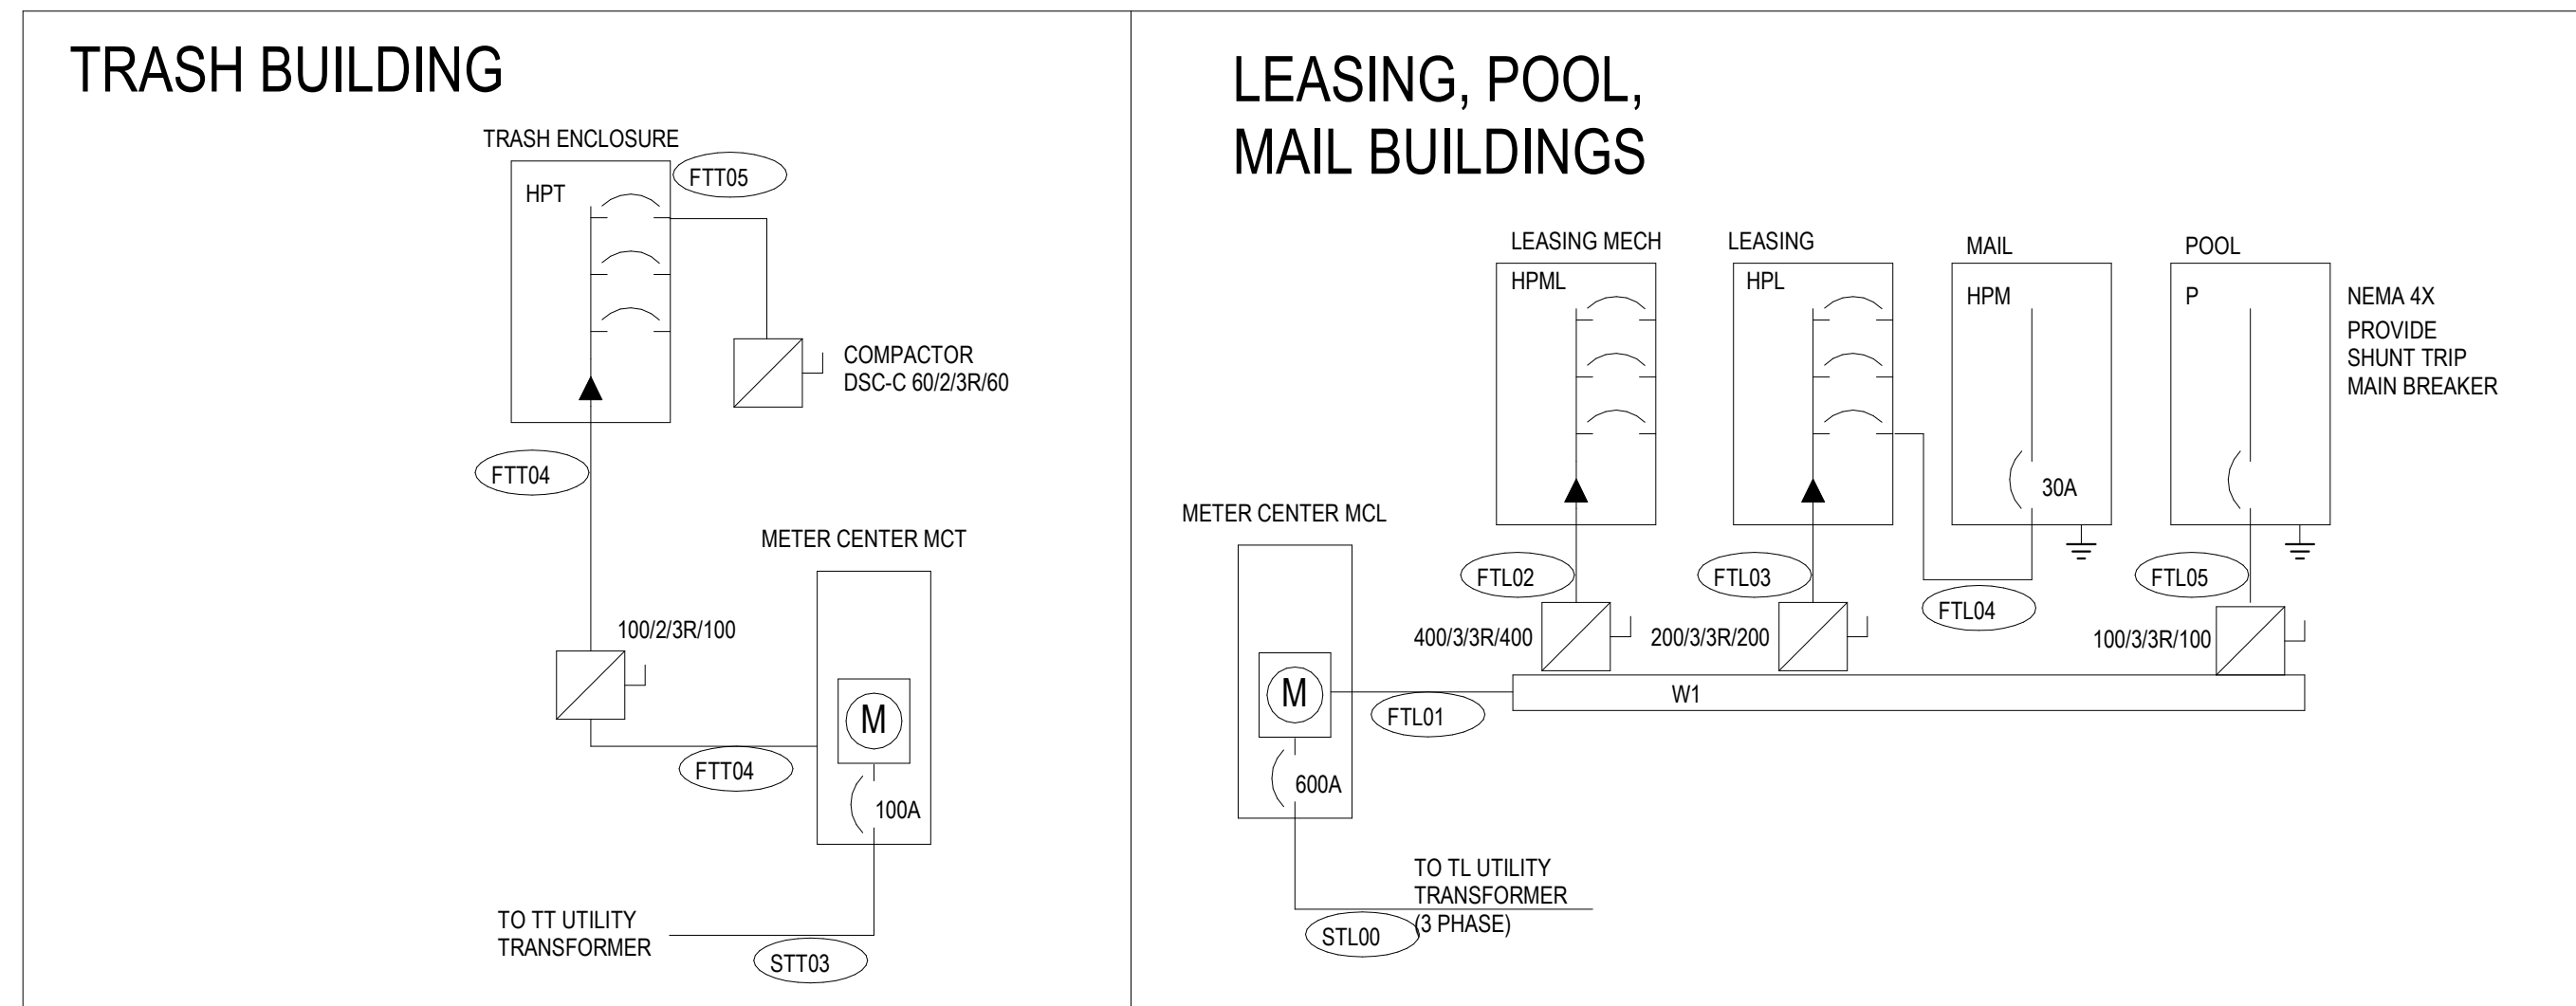 TRASH BUILDING
TRASH ENCLOSURE
HPT
FTT05
COMPACTOR
DSC-C 60/2/3R/60
FTT04
METER CENTER MCT
100/2/3R/100
M
FTT04
100A
TO TT UTILITY
TRANSFORMER
STT03
LEASING, POOL,
MAIL BUILDINGS
LEASING MECH
HPML
LEASING
HPL
MAIL
HPM
30A
POOL
P
NEMA 4X
PROVIDE
SHUNT TRIP
MAIN BREAKER
METER CENTER MCL
FTL02
FTL03
FTL04
FTL05
400/3/3R/400
200/3/3R/200
100/3/3R/100
M
FTL01
W1
600A
TO TL UTILITY
TRANSFORMER
(3 PHASE)
STL00